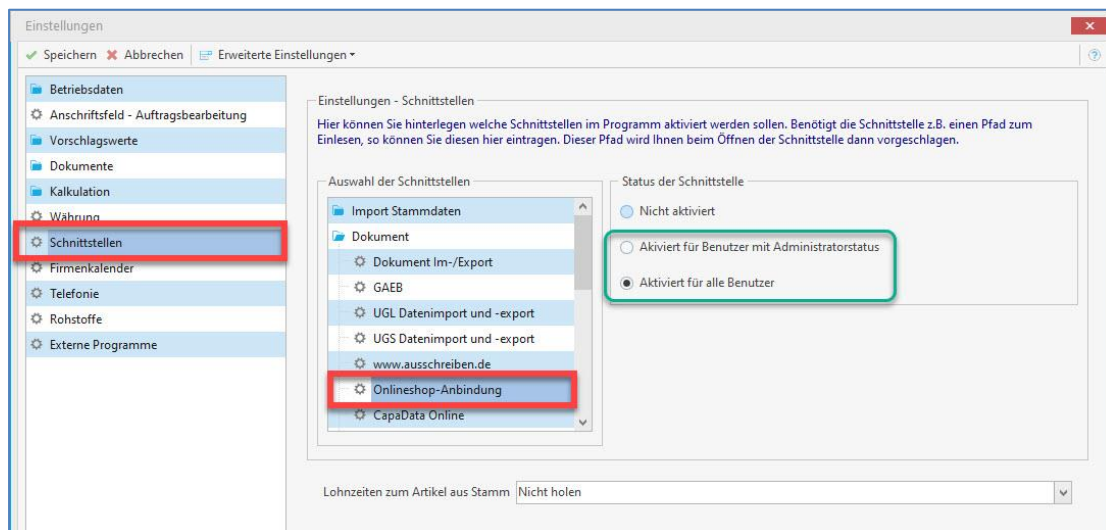 Einstellungen
Speichern Abbrechen Erweiterte Einstellungen
Betriebsdaten
Anschriftsfeld - Auftragsbearbeitung
Vorschlagswerte
Dokumente
Kalkulation
Währung
Schnittstellen
Firmenkalender
Telefonie
Rohstoffe
Externe Programme
Einstellungen - Schnittstellen
Hier können Sie hinterlegen welche Schnittstellen im Programm aktiviert werden sollen. Benötigt die Schnittstelle z.B. einen Pfad zum
Einlesen, so können Sie diesen hier eintragen. Dieser Pfad wird Ihnen beim Öffnen der Schnittstelle dann vorgeschlagen.
Auswahl der Schnittstellen
Import Stammdaten
Dokument
Dokument Im-/Export
GAEB
UGL Datenimport und -export
UGS Datenimport und -export
www.ausschreiben.de
Onlineshop-Anbindung
CapaData Online
Status der Schnittstelle
Nicht aktiviert
Akiviert für Benutzer mit Administratorstatus
Aktiviert für alle Benutzer
Lohnzeiten zum Artikel aus Stamm Nicht holen